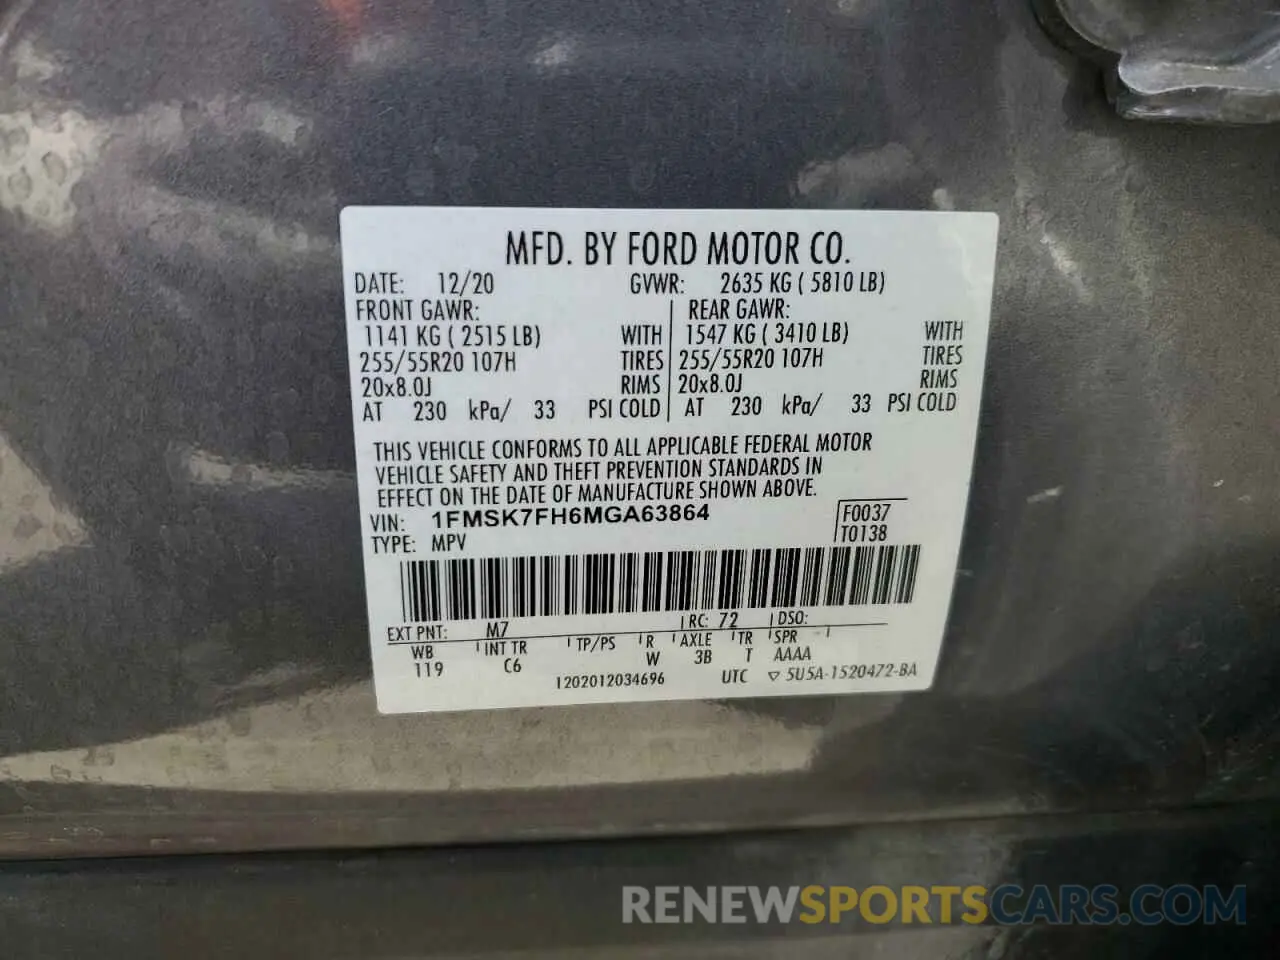 MFD. BY FORD MOTOR CO.
DATE: 12/20 GVWR: 2635 KG ( 5810 LB)
FRONT GAWR: REAR GAWR:
1141 KG ( 2515 LB) WITH 1547 KG ( 3410 LB) WITH
255/55R20 107H TIRES 255/55R20 107H TIRES
20x8.0J RIMS 20x8.0J RIMS
AT 230 kPa/ 33 PSI COLD AT 230 kPa/ 33 PSI COLD
THIS VEHICLE CONFORMS TO ALL APPLICABLE FEDERAL MOTOR
VEHICLE SAFETY AND THEFT PREVENTION STANDARDS IN
EFFECT ON THE DATE OF MANUFACTURE SHOWN ABOVE.
VIN: 1FMSK7FH6MGA63864 F0037
TYPE: MPV T0138
EXT PNT: M7 RC: 72 DSO:
WB INT TR TP/PS R AXLE TR SPR
119 C6 W 3B T AAAA
1202012034696 UTC ▽ 5U5A-1520472-BA
RENEWSPORTSCARS.COM